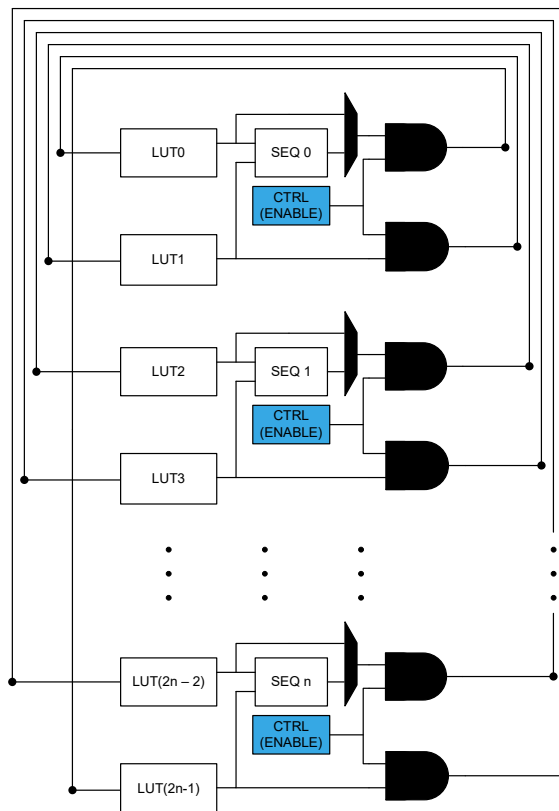 LUT0
SEQ 0
CTRL
(ENABLE)
LUT1
LUT2
SEQ 1
CTRL
(ENABLE)
LUT3
LUT(2n – 2)
SEQ n
CTRL
(ENABLE)
LUT(2n-1)